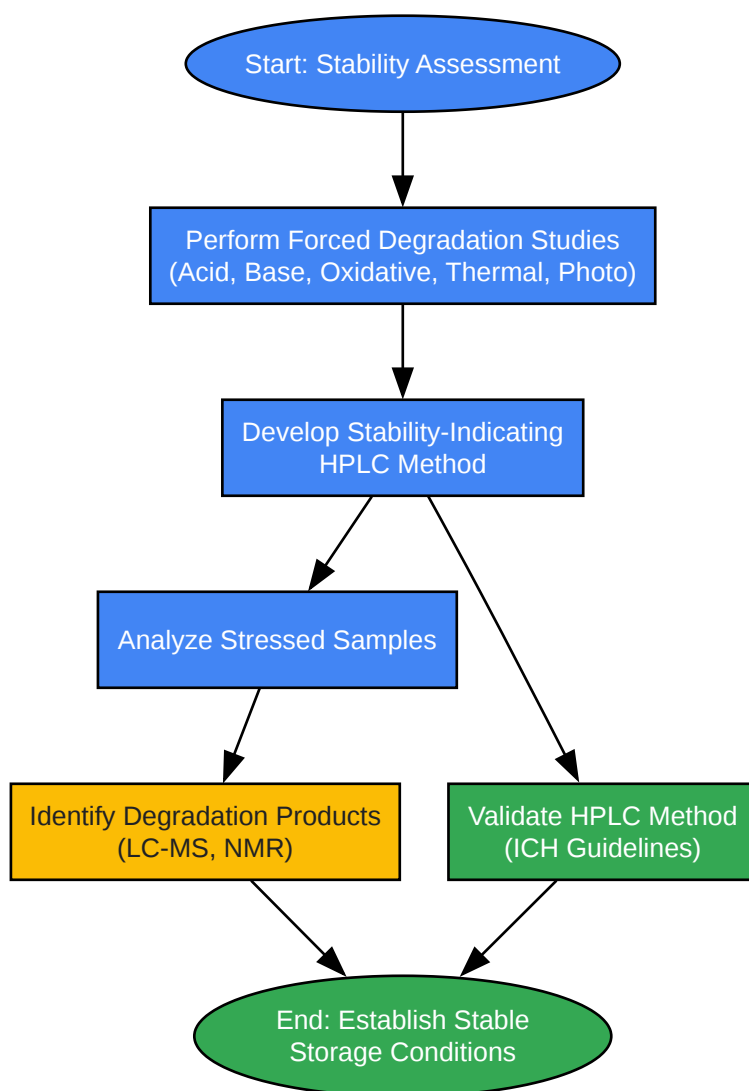 Start: Stability Assessment
Perform Forced Degradation Studies
(Acid, Base, Oxidative, Thermal, Photo)
Develop Stability-Indicating
HPLC Method
Analyze Stressed Samples
Identify Degradation Products
(LC-MS, NMR)
Validate HPLC Method
(ICH Guidelines)
End: Establish Stable
Storage Conditions